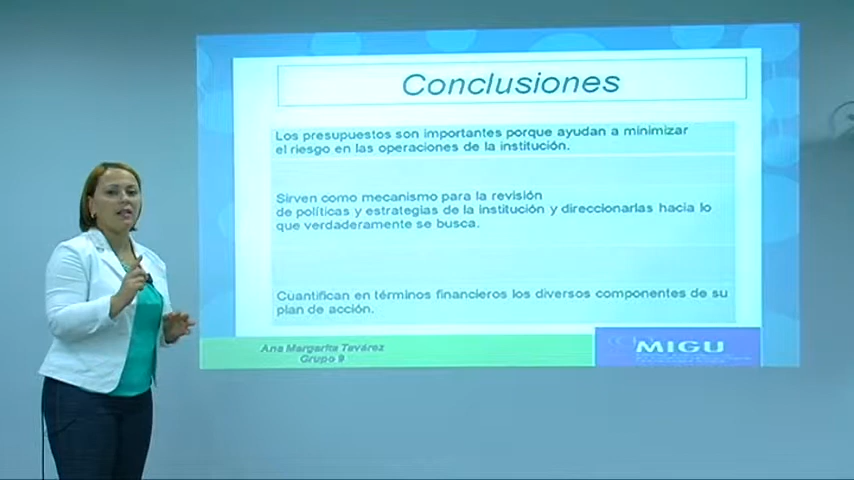 Conclusiones
Los presupuestos son importantes porque ayudan a minimizar
el riesgo en las operaciones de la institución.
Sirven como mecanismo para la revisión
de políticas y estrategias de la institución y direccionarlas hacia lo
que verdaderamente se busca.
Cuantifican en términos financieros los diversos componentes de su
plan de acción.
Ana Margarita Tavárez
Grupo 9
MIGU